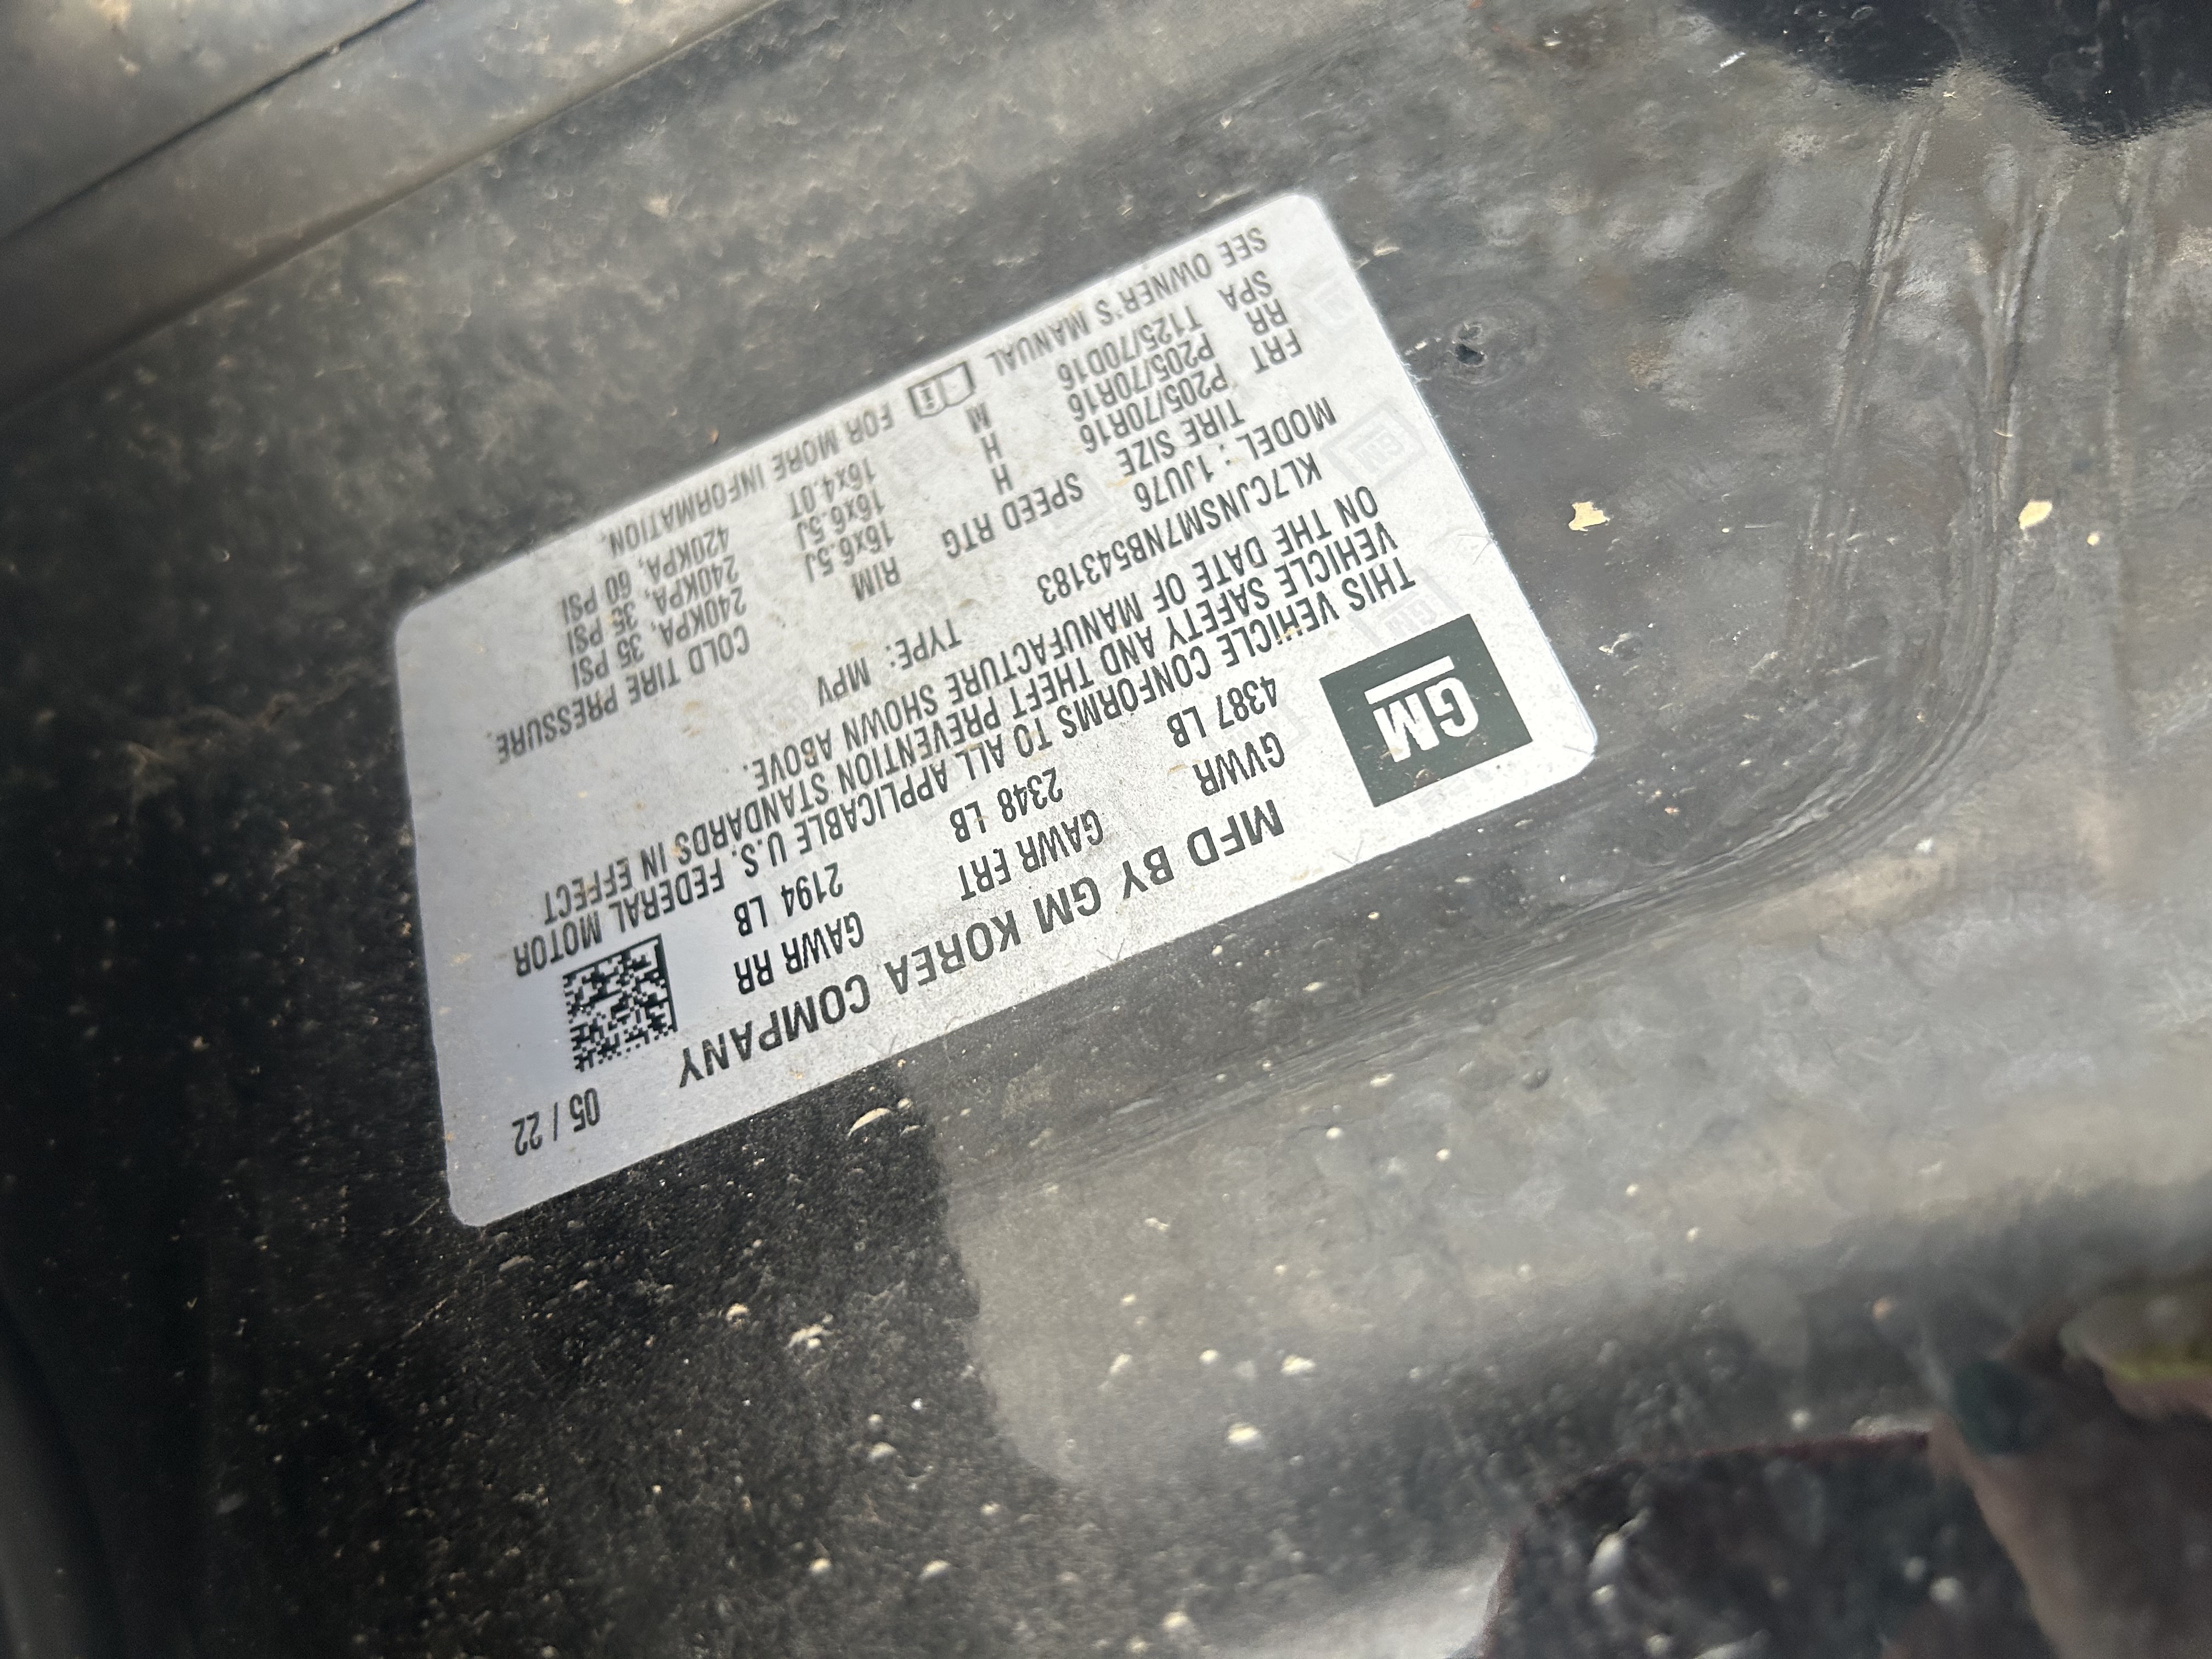 MFD BY GM KOREA COMPANY 05 / 22
GM
GVWR GAWR FRT GAWR RR
4387 LB 2348 LB 2194 LB
THIS VEHICLE CONFORMS TO ALL APPLICABLE U.S. FEDERAL MOTOR
VEHICLE SAFETY AND THEFT PREVENTION STANDARDS IN EFFECT
ON THE DATE OF MANUFACTURE SHOWN ABOVE.
KL7CJNSM7NB543183 TYPE: MPV
MODEL : 1JU76
TIRE SIZE SPEED RTG RIM COLD TIRE PRESSURE.
FRT P205/70R16 H 16x6.5J 240KPA, 35 PSI
RR P205/70R16 H 16x6.5J 240KPA, 35 PSI
SPA T125/70D16 M 16x4.0T 420KPA, 60 PSI
SEE OWNER'S MANUAL FOR MORE INFORMATION.